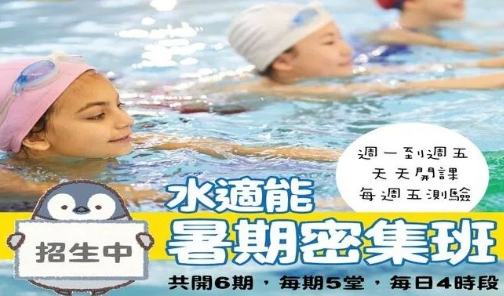 週一到週五
天天開課
每週五測驗
水適能
暑期密集班
招生中
共開6期，每期5堂，每日4時段